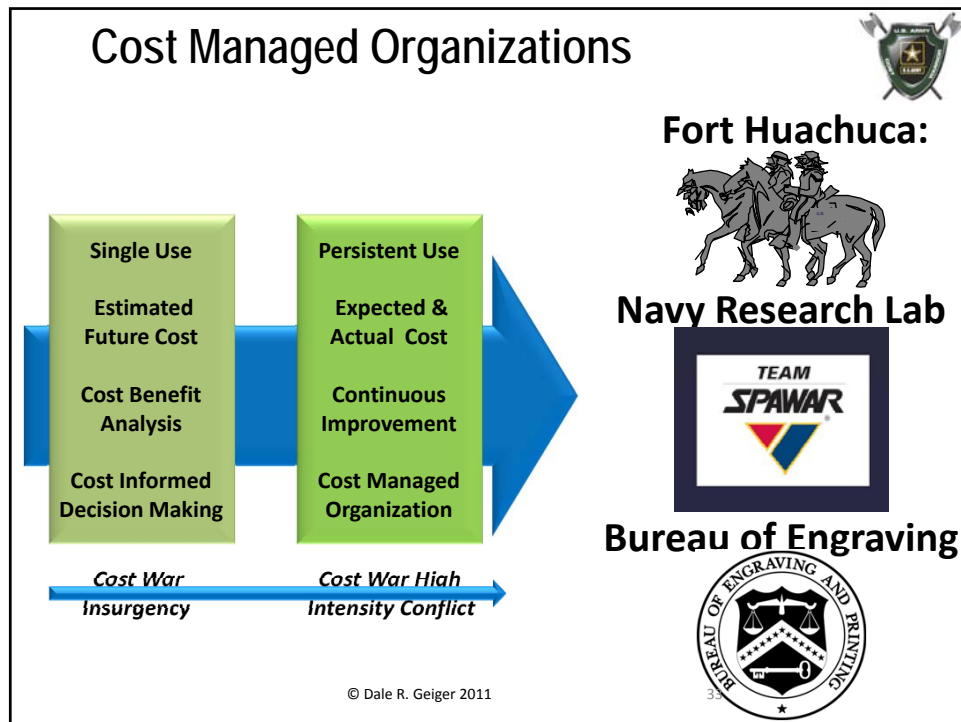 Cost Managed Organizations
U.S. ARMY
Fort Huachuca:
Single Use
Estimated
Future Cost
Cost Benefit
Analysis
Cost Informed
Decision Making
Persistent Use
Expected &
Actual Cost
Continuous
Improvement
Cost Managed
Organization
Navy Research Lab
TEAM
SPAWAR
Bureau of Engraving
BUREAU OF ENGRAVING AND PRINTING
Cost War
Insurgency
Cost War High
Intensity Conflict
© Dale R. Geiger 2011
33